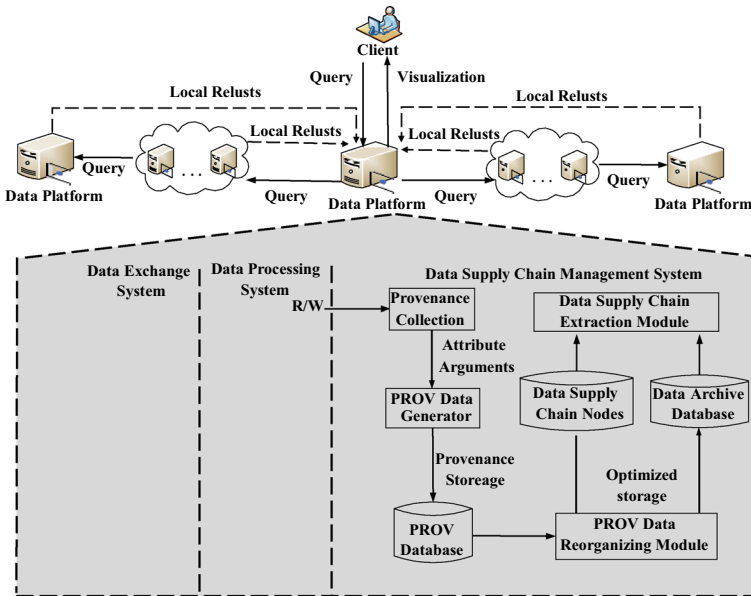 Client
Query
Visualization
Local Relusts
Local Relusts
Local Relusts
Local Relusts
Query
...
...
Query
Data Platform
Query
Data Platform
Query
Data Platform
Data Exchange
System
Data Processing
System
Data Supply Chain Management System
R/W
Provenance
Collection
Data Supply Chain
Extraction Module
Attribute
Arguments
PROV Data
Generator
Data Supply
Chain Nodes
Data Archive
Database
Provenance
Storeage
Optimized
storage
PROV
Database
PROV Data
Reorganizing Module